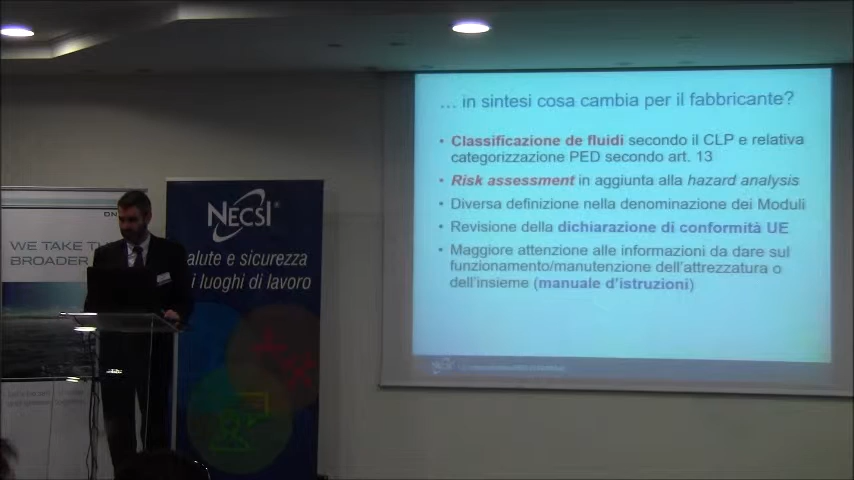 … in sintesi cosa cambia per il fabbricante?
• Classificazione de fluidi secondo il CLP e relativa
categorizzazione PED secondo art. 13
• Risk assessment in aggiunta alla hazard analysis
• Diversa definizione nella denominazione dei Moduli
• Revisione della dichiarazione di conformità UE
• Maggiore attenzione alle informazioni da dare sul
funzionamento/manutenzione dell'attrezzatura o
dell'insieme (manuale d'istruzioni)
NECSI
NECSI®
alute e sicurezza
i luoghi di lavoro
WE TAKE TH
BROADER